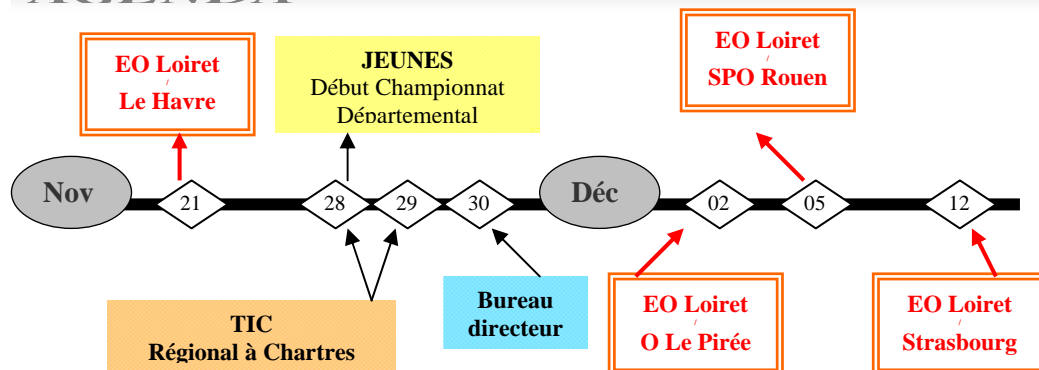 AGENDA
EO Loiret
/
Le Havre
JEUNES
Début Championnat
Départemental
EO Loiret
/
SPO Rouen
Nov
21
28
29
30
Déc
02
05
12
TIC
Régional à Chartres
Bureau
directeur
EO Loiret
/
O Le Pirée
EO Loiret
/
Strasbourg